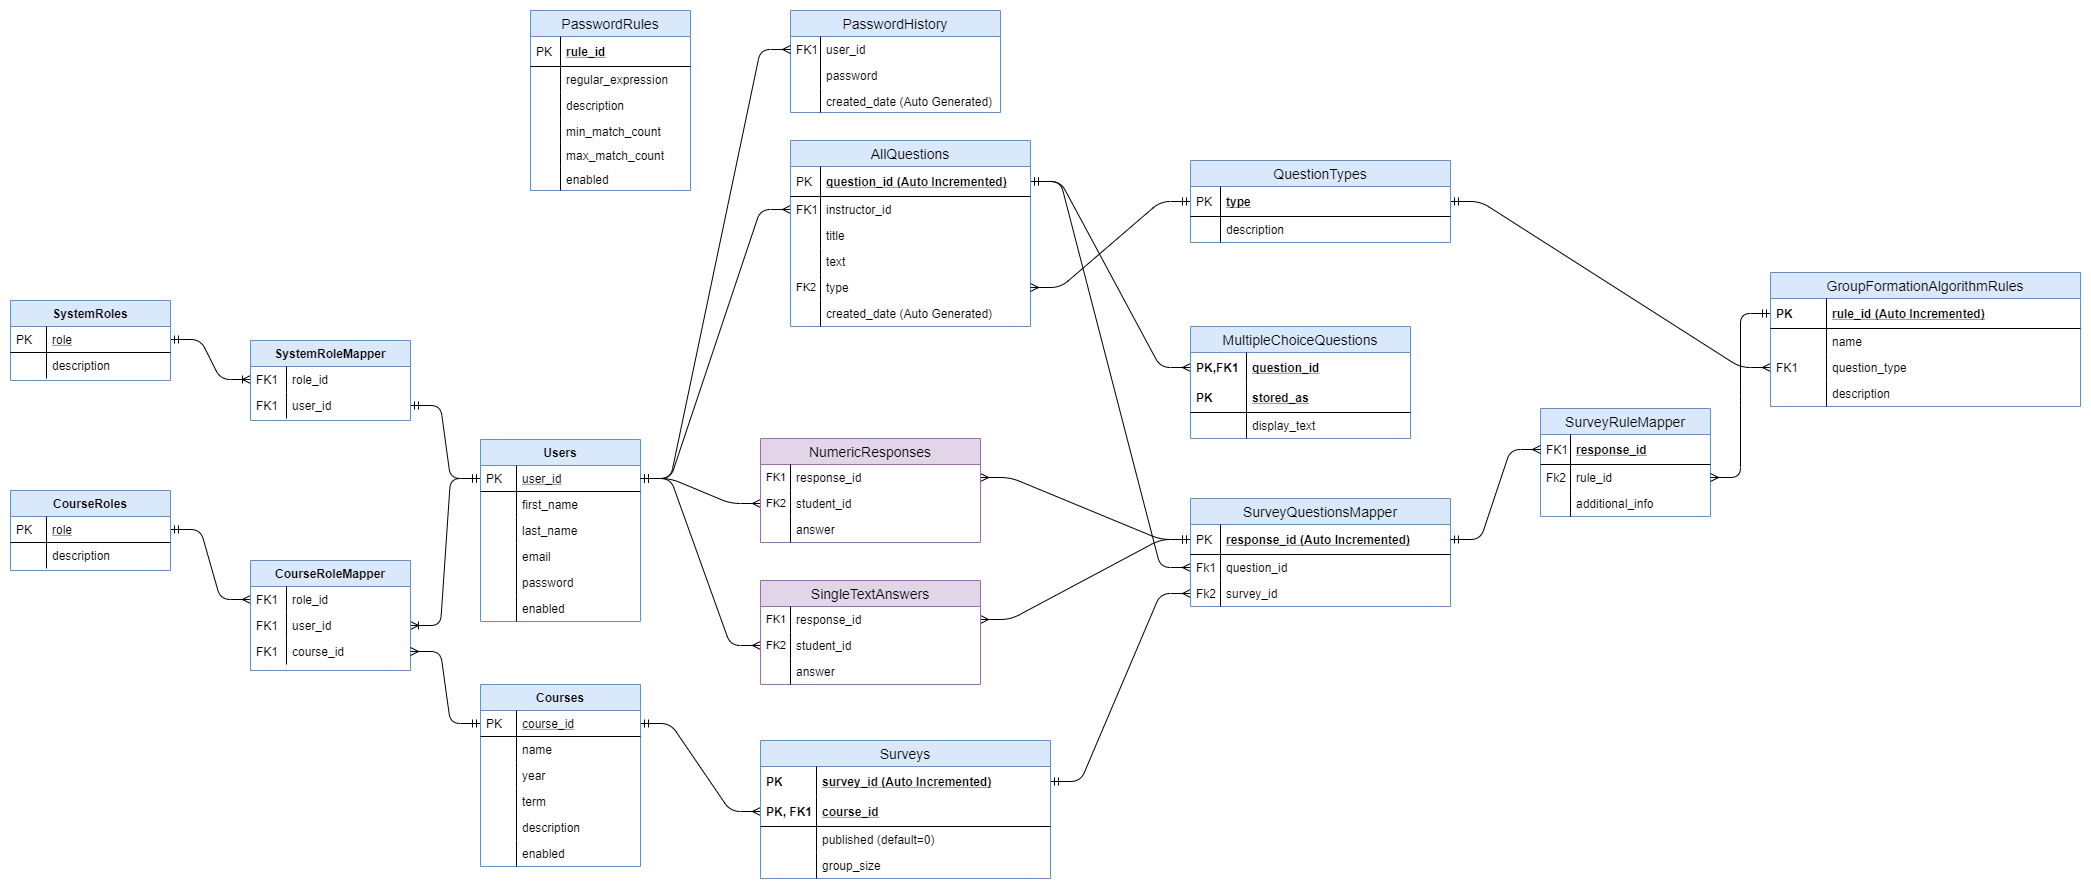 PasswordRules
PK rule_id
regular_expression
description
min_match_count
max_match_count
enabled
PasswordHistory
FK1 user_id
password
created_date (Auto Generated)
AllQuestions
PK question_id (Auto Incremented)
FK1 instructor_id
title
text
FK2 type
created_date (Auto Generated)
QuestionTypes
PK type
description
GroupFormationAlgorithmRules
PK rule_id (Auto Incremented)
name
FK1 question_type
description
SystemRoles
PK role
description
SystemRoleMapper
FK1 role_id
FK1 user_id
MultipleChoiceQuestions
PK,FK1 question_id
PK stored_as
display_text
SurveyRuleMapper
FK1 response_id
Fk2 rule_id
additional_info
Users
PK user_id
first_name
last_name
email
password
enabled
NumericResponses
FK1 response_id
FK2 student_id
answer
CourseRoles
PK role
description
SurveyQuestionsMapper
PK response_id (Auto Incremented)
Fk1 question_id
Fk2 survey_id
CourseRoleMapper
FK1 role_id
FK1 user_id
FK1 course_id
SingleTextAnswers
FK1 response_id
FK2 student_id
answer
Courses
PK course_id
name
year
term
description
enabled
Surveys
PK survey_id (Auto Incremented)
PK, FK1 course_id
published (default=0)
group_size